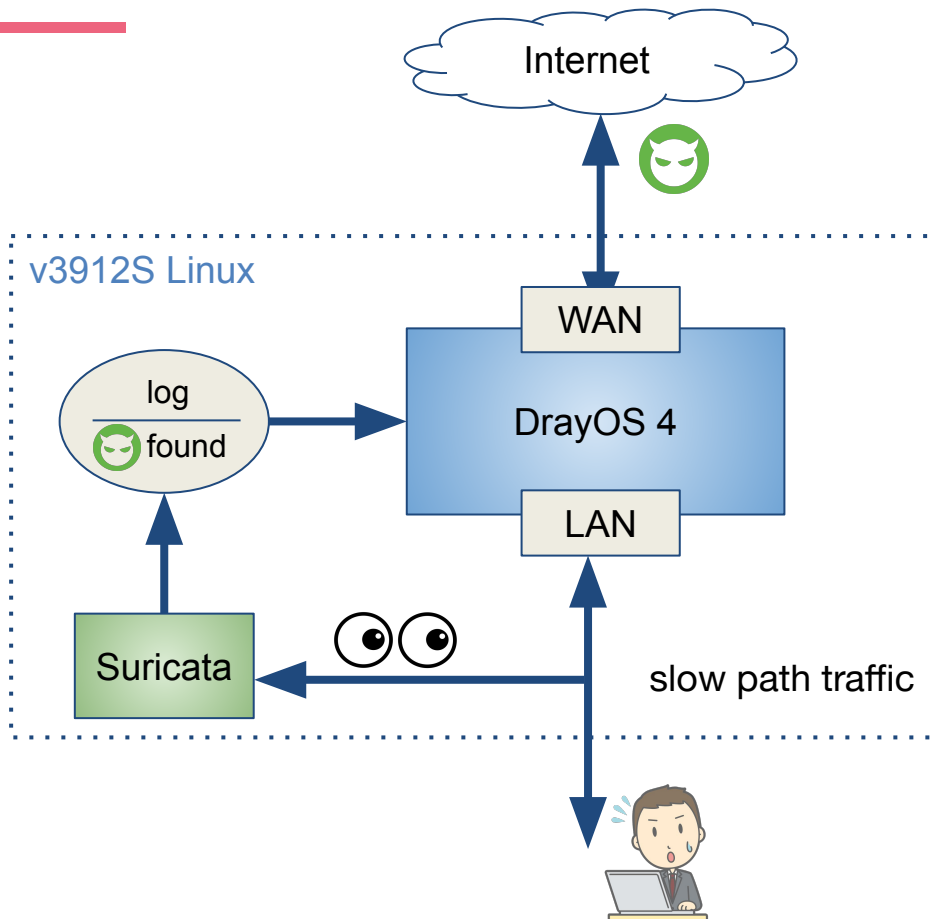 Internet
v3912S Linux
WAN
log
found
DrayOS 4
LAN
Suricata
slow path traffic